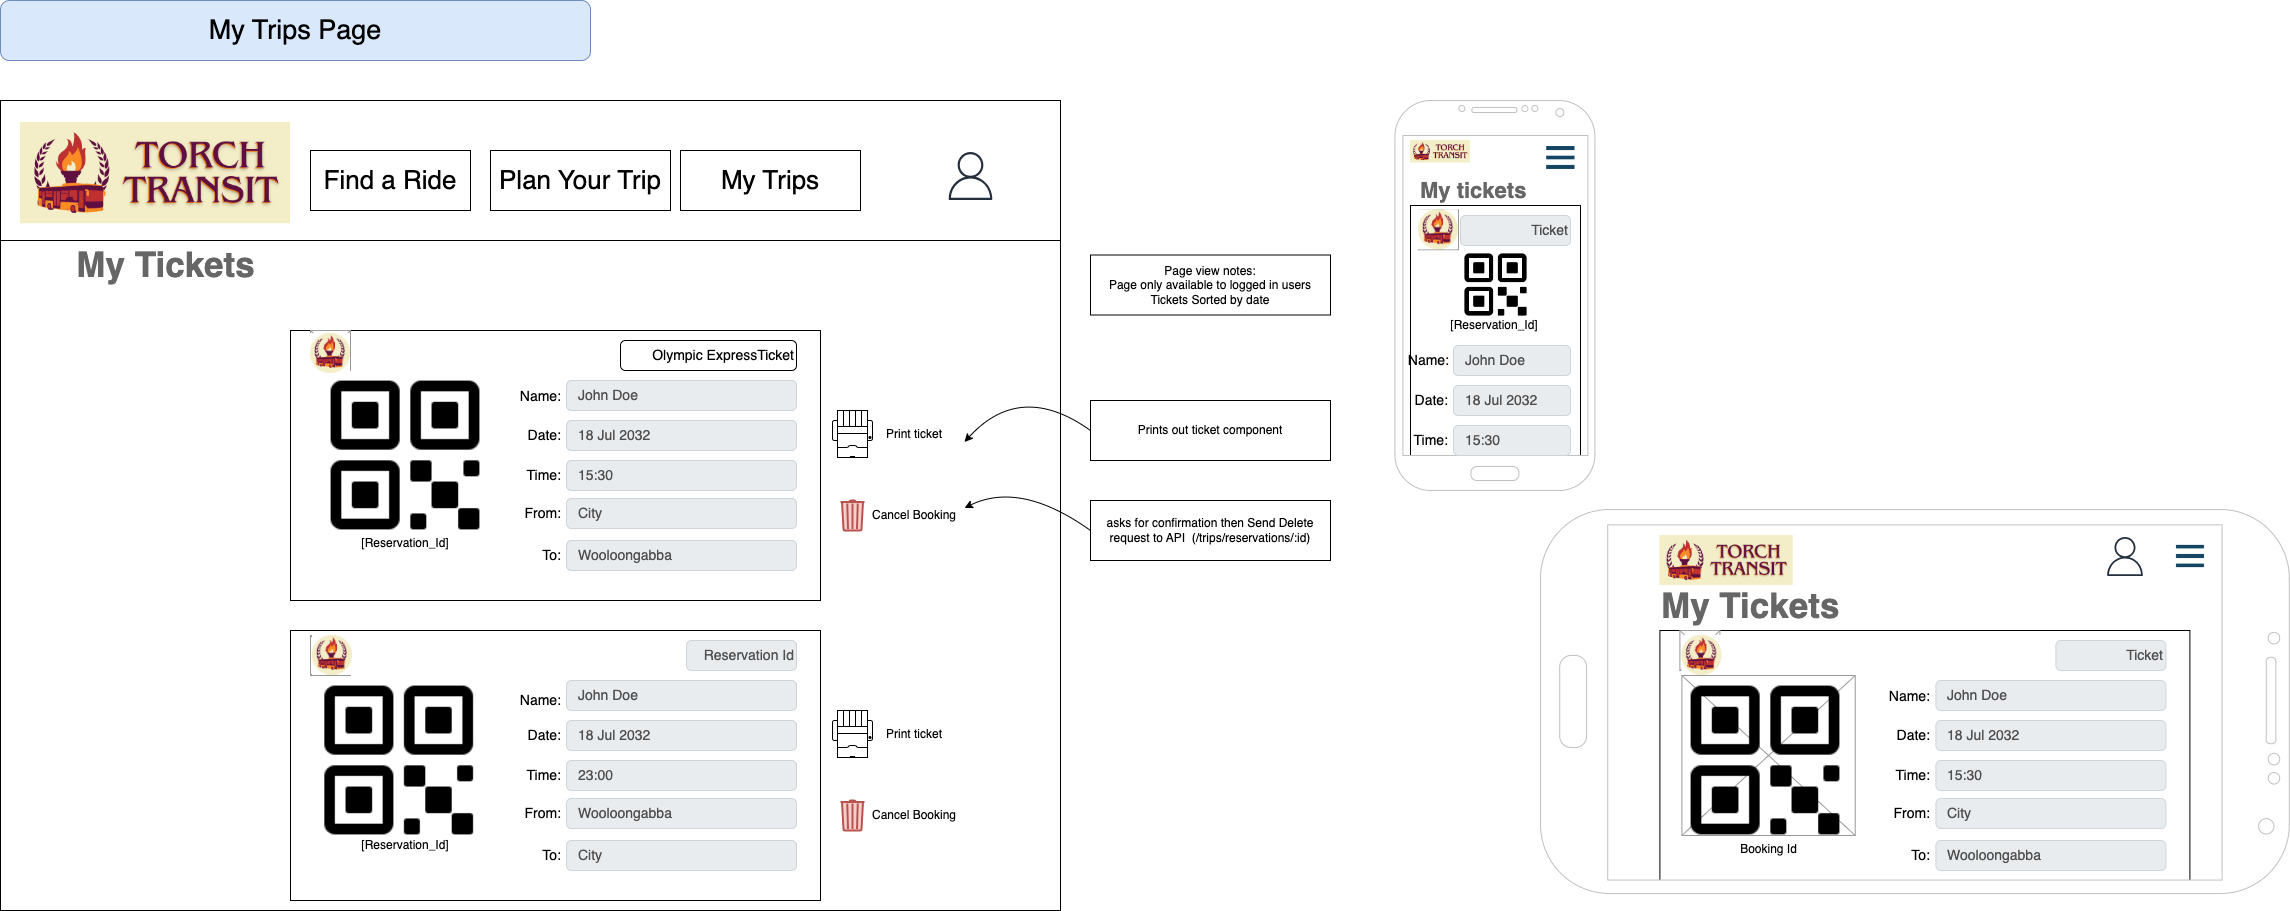 My Trips Page
TORCH
TRANSIT
Find a Ride
Plan Your Trip
My Trips
My Tickets
Olympic ExpressTicket
Name: John Doe
Date: 18 Jul 2032
Time: 15:30
From: City
To: Wooloongabba
[Reservation_Id]
Print ticket
Cancel Booking
Reservation Id
Name: John Doe
Date: 18 Jul 2032
Time: 23:00
From: Wooloongabba
To: City
[Reservation_Id]
Print ticket
Cancel Booking
Page view notes:
Page only available to logged in users
Tickets Sorted by date
Prints out ticket component
asks for confirmation then Send Delete
request to API (/trips/reservations/:id)
TORCH
TRANSIT
My tickets
Ticket
[Reservation_Id]
Name: John Doe
Date: 18 Jul 2032
Time: 15:30
TORCH
TRANSIT
My Tickets
Ticket
Name: John Doe
Date: 18 Jul 2032
Time: 15:30
From: City
To: Wooloongabba
Booking Id